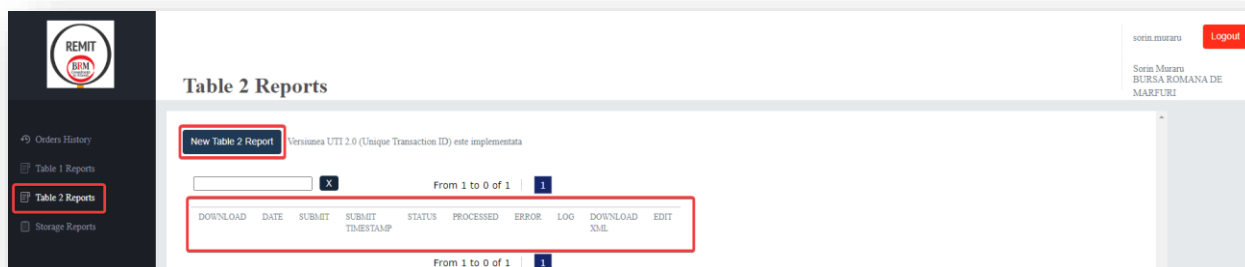 REMIT
BRM
sorin.muraru
Logout
Sorin Muraru
BURSA ROMANA DE
MARFURI
Table 2 Reports
Orders History
Table 1 Reports
Table 2 Reports
Storage Reports
New Table 2 Report
Versiunea UTI 2.0 (Unique Transaction ID) este implementata
X
From 1 to 0 of 1
1
DOWNLOAD DATE SUBMIT SUBMIT TIMESTAMP STATUS PROCESSED ERROR LOG DOWNLOAD XML EDIT
From 1 to 0 of 1
1